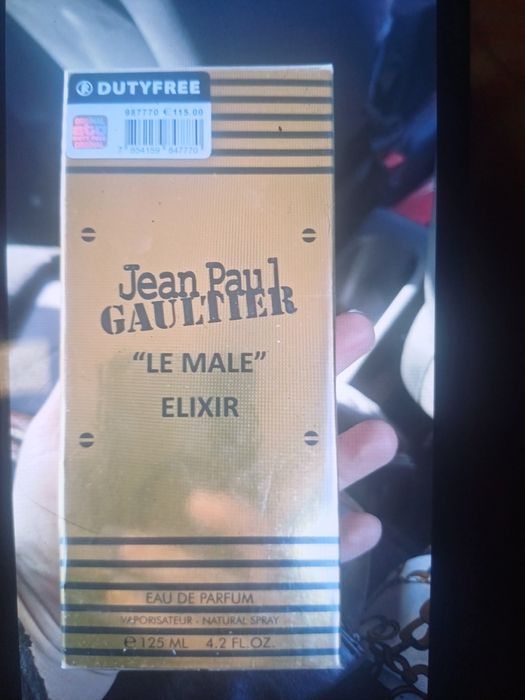 ® DUTYFREE
987770 € 115.00
Jean Paul
GAULTIER
“LE MALE”
ELIXIR
EAU DE PARFUM
VAPORISATEUR - NATURAL SPRAY
℮ 125 ML 4.2 FL.OZ.